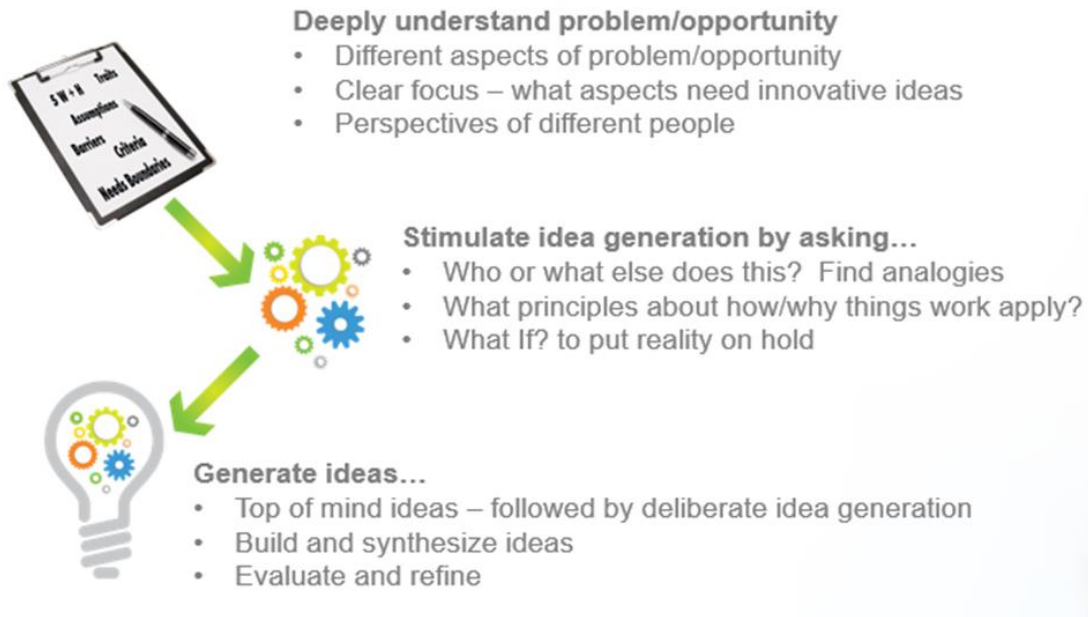 Deeply understand problem/opportunity
• Different aspects of problem/opportunity
• Clear focus – what aspects need innovative ideas
• Perspectives of different people
5 W + H Traits
Assumptions
Barriers Criteria
Needs Boundaries
Stimulate idea generation by asking…
• Who or what else does this? Find analogies
• What principles about how/why things work apply?
• What If? to put reality on hold
Generate ideas…
• Top of mind ideas – followed by deliberate idea generation
• Build and synthesize ideas
• Evaluate and refine